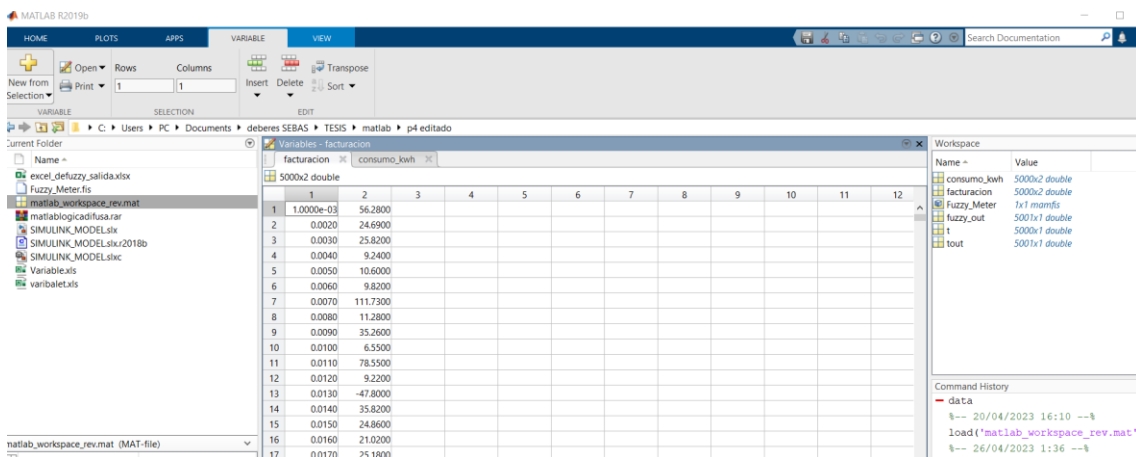 MATLAB R2019b
HOME PLOTS APPS VARIABLE VIEW Search Documentation
New from Selection Open Print Rows Columns 1 1 Insert Delete Transpose Sort
VARIABLE SELECTION EDIT
C: Users PC Documents deberes SEBAS TESIS matlab p4 editado
Current Folder
Name
excel_defuzzy_salida.xlsx
Fuzzy_Meter.fis
matlab_workspace_rev.mat
matlablogicadifusa.rar
SIMULINK_MODEL.slx
SIMULINK_MODEL.slx.r2018b
SIMULINK_MODEL.slxc
Variable.xls
varibalet.xls
matlab_workspace_rev.mat (MAT-file)
Variables - facturacion
facturacion consumo_kwh
5000x2 double
1 2 3 4 5 6 7 8 9 10 11 12
1 1.0000e-03 56.2800
2 0.0020 24.6900
3 0.0030 25.8200
4 0.0040 9.2400
5 0.0050 10.6000
6 0.0060 9.8200
7 0.0070 111.7300
8 0.0080 11.2800
9 0.0090 35.2600
10 0.0100 6.5500
11 0.0110 78.5500
12 0.0120 9.2200
13 0.0130 -47.8000
14 0.0140 35.8200
15 0.0150 24.8600
16 0.0160 21.0200
17 0.0170 25.1800
Workspace
Name Value
consumo_kwh 5000x2 double
facturacion 5000x2 double
Fuzzy_Meter 1x1 mamfis
fuzzy_out 5001x1 double
t 5000x1 double
tout 5001x1 double
Command History
data
%-- 20/04/2023 16:10 --%
load('matlab_workspace_rev.mat'
%-- 26/04/2023 1:36 --%